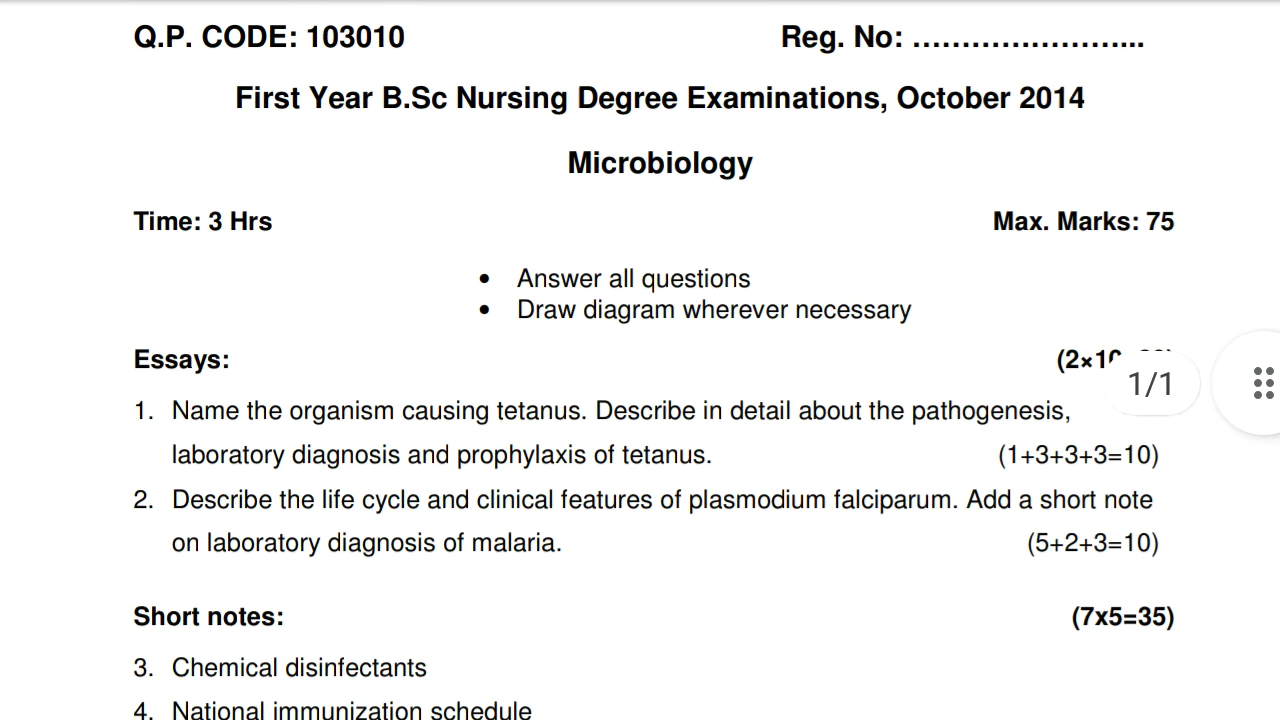 Q.P. CODE: 103010 Reg. No: ……………………..
First Year B.Sc Nursing Degree Examinations, October 2014
Microbiology
Time: 3 Hrs Max. Marks: 75
• Answer all questions
• Draw diagram wherever necessary
Essays:
1/1
1. Name the organism causing tetanus. Describe in detail about the pathogenesis,
laboratory diagnosis and prophylaxis of tetanus. (1+3+3+3=10)
2. Describe the life cycle and clinical features of plasmodium falciparum. Add a short note
on laboratory diagnosis of malaria. (5+2+3=10)
Short notes: (7x5=35)
3. Chemical disinfectants
4. National immunization schedule